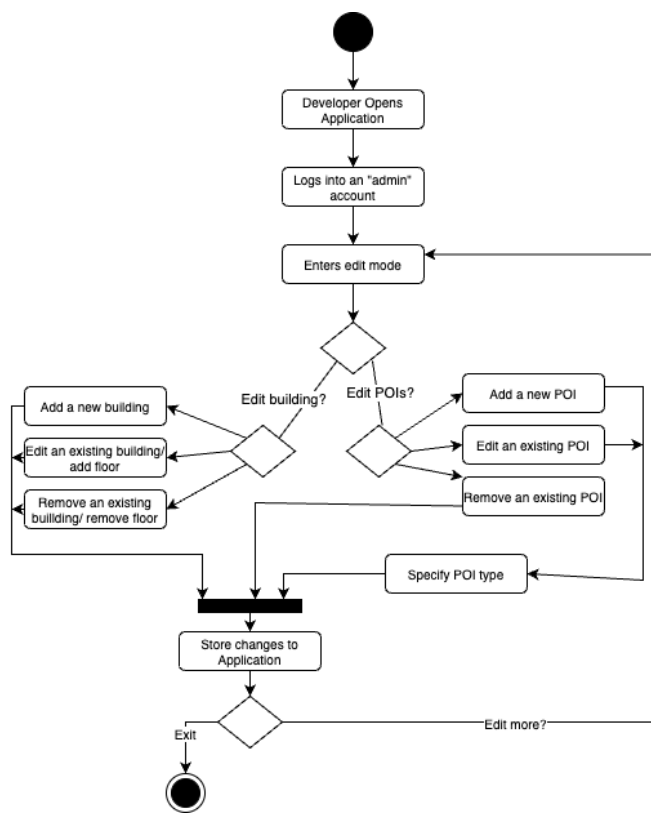 Developer Opens
Application
Logs into an "admin"
account
Enters edit mode
Edit building?
Edit POIs?
Add a new building
Edit an existing building/
add floor
Remove an existing
buillding/ remove floor
Add a new POI
Edit an existing POI
Remove an existing POI
Specify POI type
Store changes to
Application
Exit
Edit more?